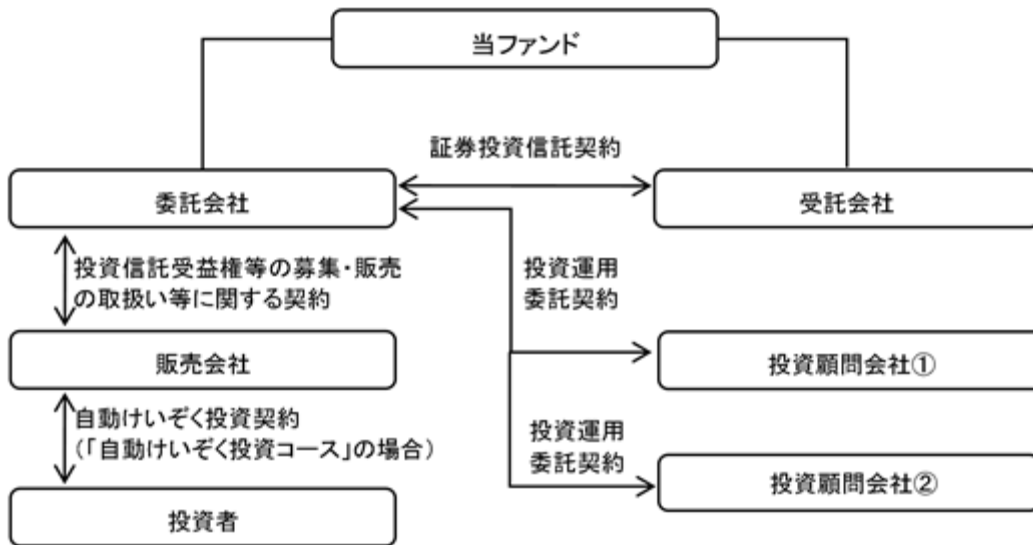 当ファンド
証券投資信託契約
委託会社
受託会社
投資信託受益権等の募集・販売
の取扱い等に関する契約
投資運用
委託契約
販売会社
投資顧問会社①
自動けいぞく投資契約
(「自動けいぞく投資コース」の場合)
投資運用
委託契約
投資顧問会社②
投資者